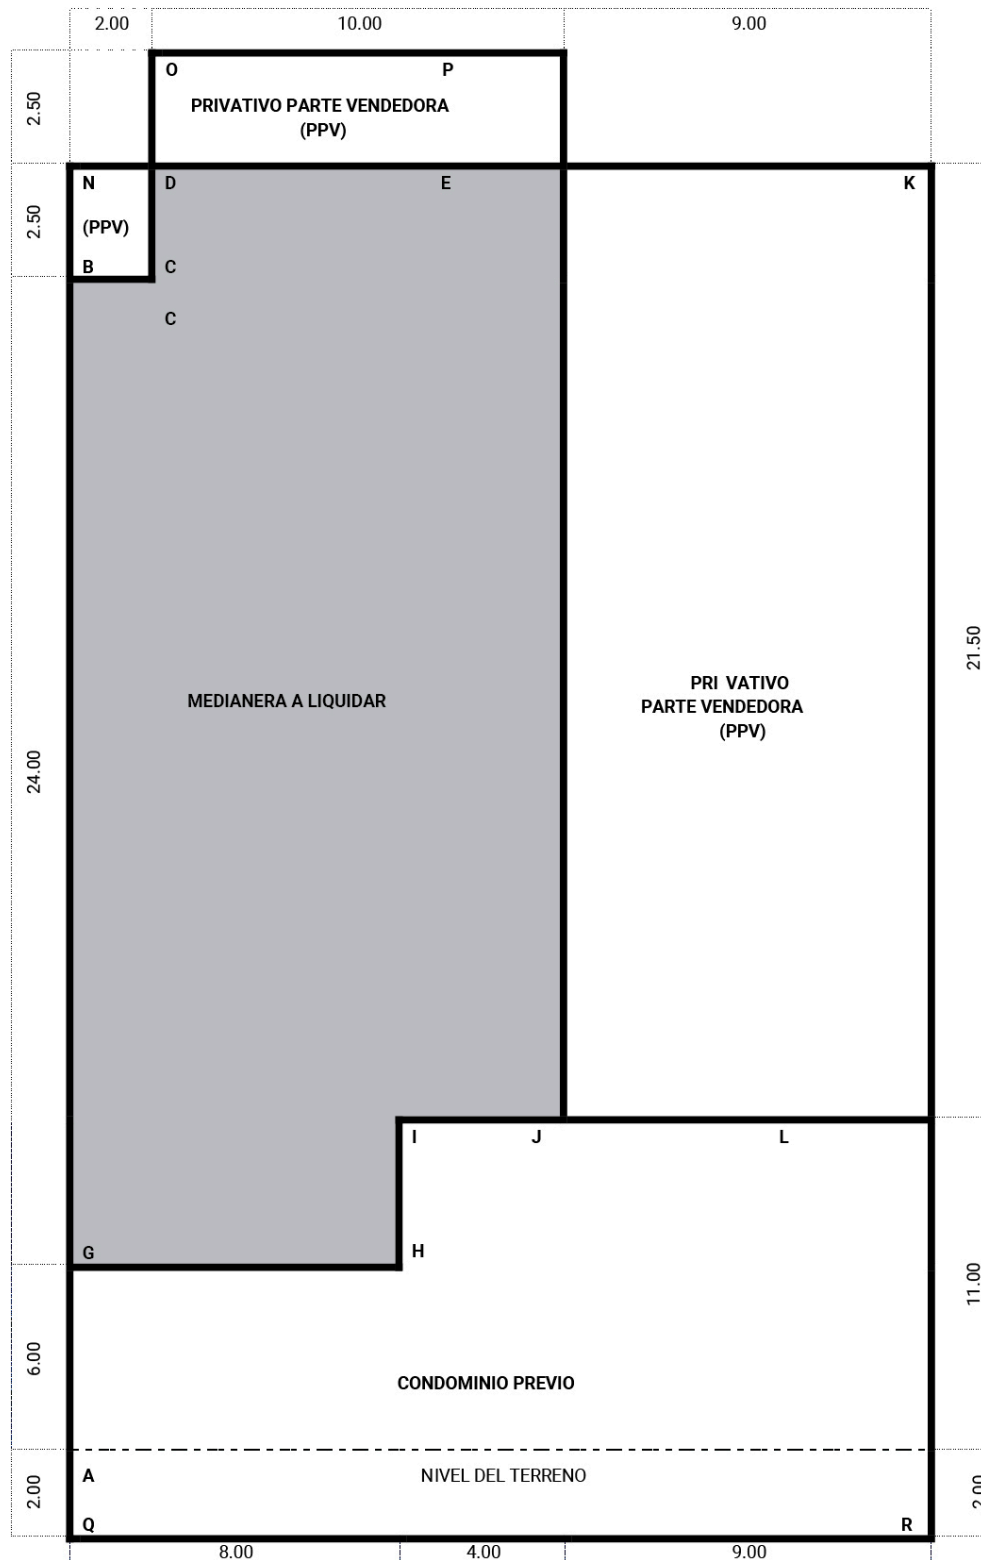 2.00 10.00 9.00
O P
2.50
PRIVATIVO PARTE VENDEDORA
(PPV)
N D E K
2.50
(PPV)
B C
C
21.50
PRI VATIVO
MEDIANERA A LIQUIDAR
PARTE VENDEDORA
(PPV)
24.00
I J L
G H
11.00
6.00
CONDOMINIO PREVIO
A NIVEL DEL TERRENO
2.00 2.00
Q R
8.00 4.00 9.00